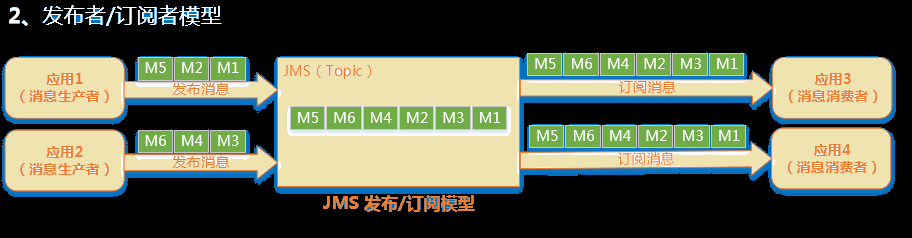 2、发布者/订阅者模型
M5 M2 M1
M5 M6 M4 M2 M3 M1
应用1
（消息生产者）
发布消息
JMS（Topic）
订阅消息
应用3
（消息消费者）
M5 M6 M4 M2 M3 M1
M6 M4 M3
M5 M6 M4 M2 M3 M1
应用2
（消息生产者）
发布消息
订阅消息
应用4
（消息消费者）
JMS 发布/订阅模型